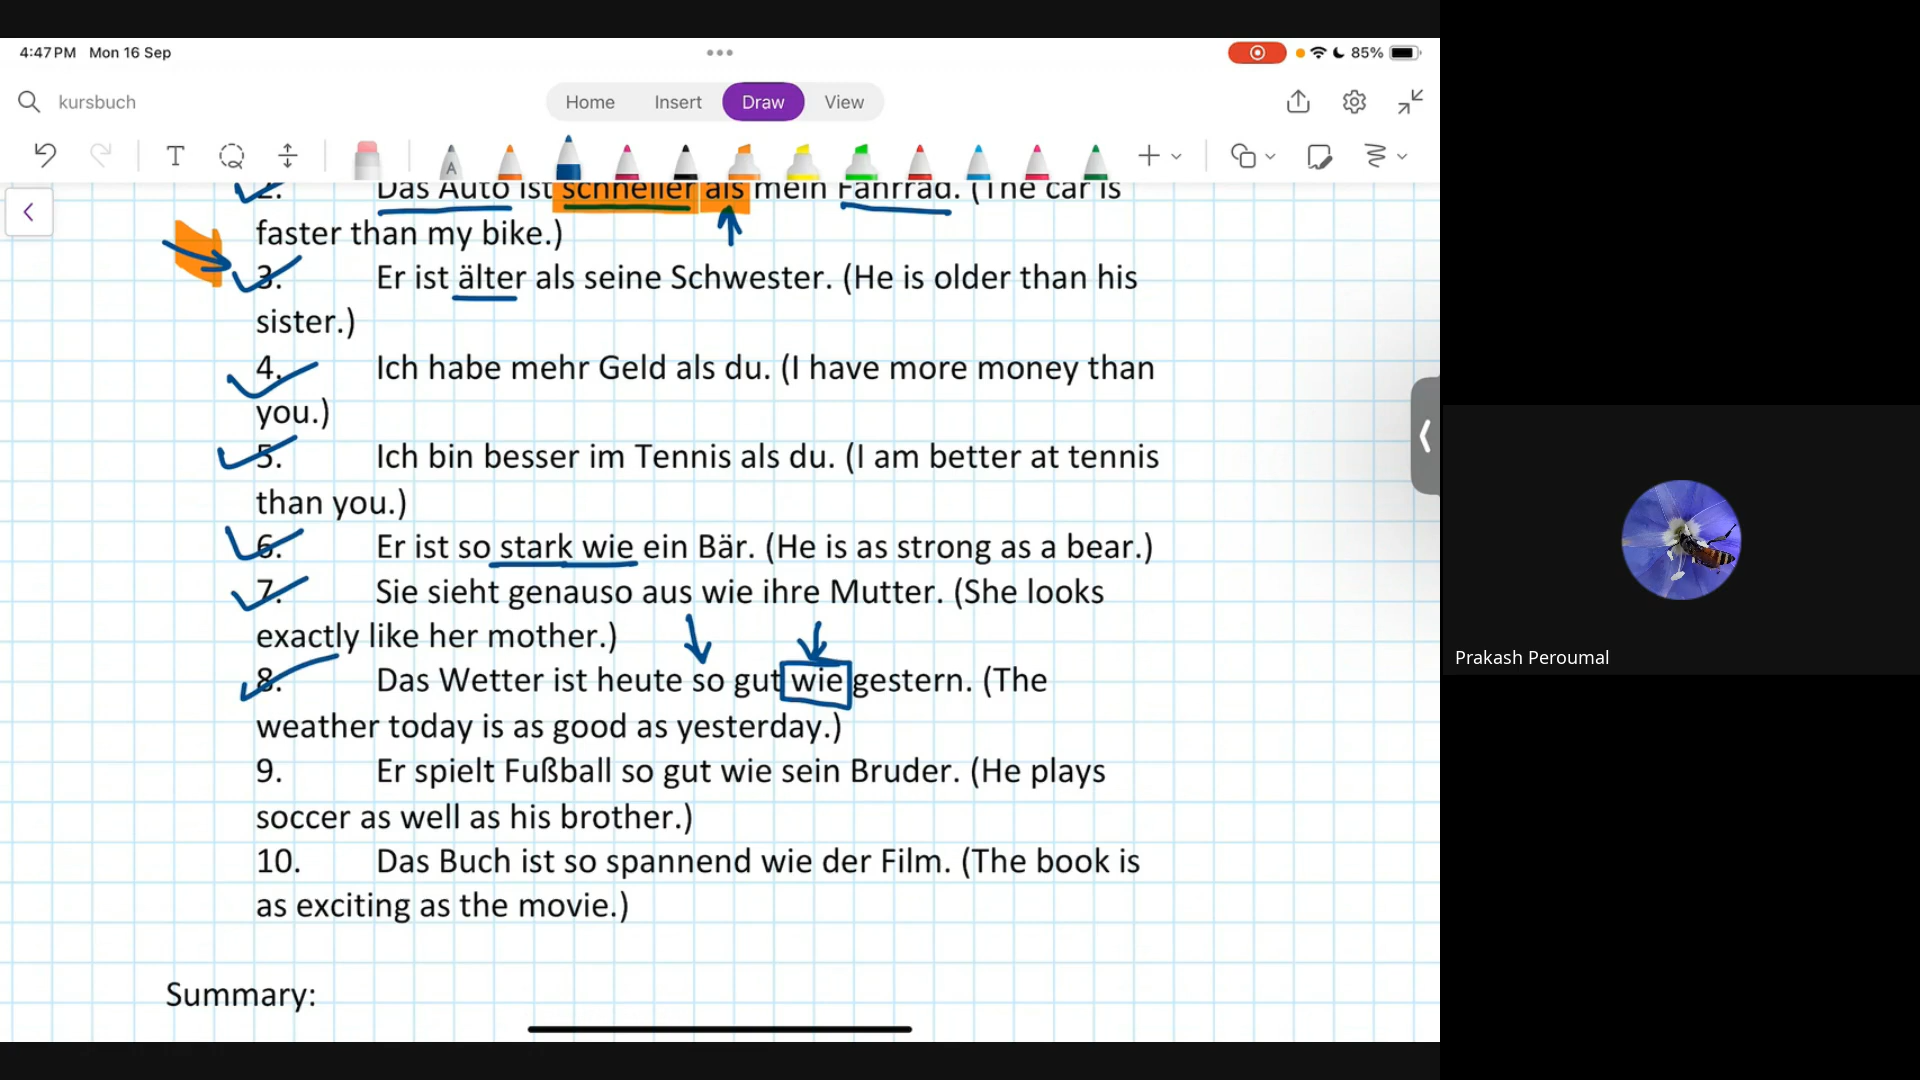 4:47 PM Mon 16 Sep
85%
kursbuch
Home Insert Draw View
T
A
2. Das Auto ist schneller als mein Fahrrad. (The car is
faster than my bike.)
3. Er ist älter als seine Schwester. (He is older than his
sister.)
4. Ich habe mehr Geld als du. (I have more money than
you.)
5. Ich bin besser im Tennis als du. (I am better at tennis
than you.)
6. Er ist so stark wie ein Bär. (He is as strong as a bear.)
7. Sie sieht genauso aus wie ihre Mutter. (She looks
exactly like her mother.)
8. Das Wetter ist heute so gut wie gestern. (The
weather today is as good as yesterday.)
9. Er spielt Fußball so gut wie sein Bruder. (He plays
soccer as well as his brother.)
10. Das Buch ist so spannend wie der Film. (The book is
as exciting as the movie.)
Summary:
Prakash Peroumal